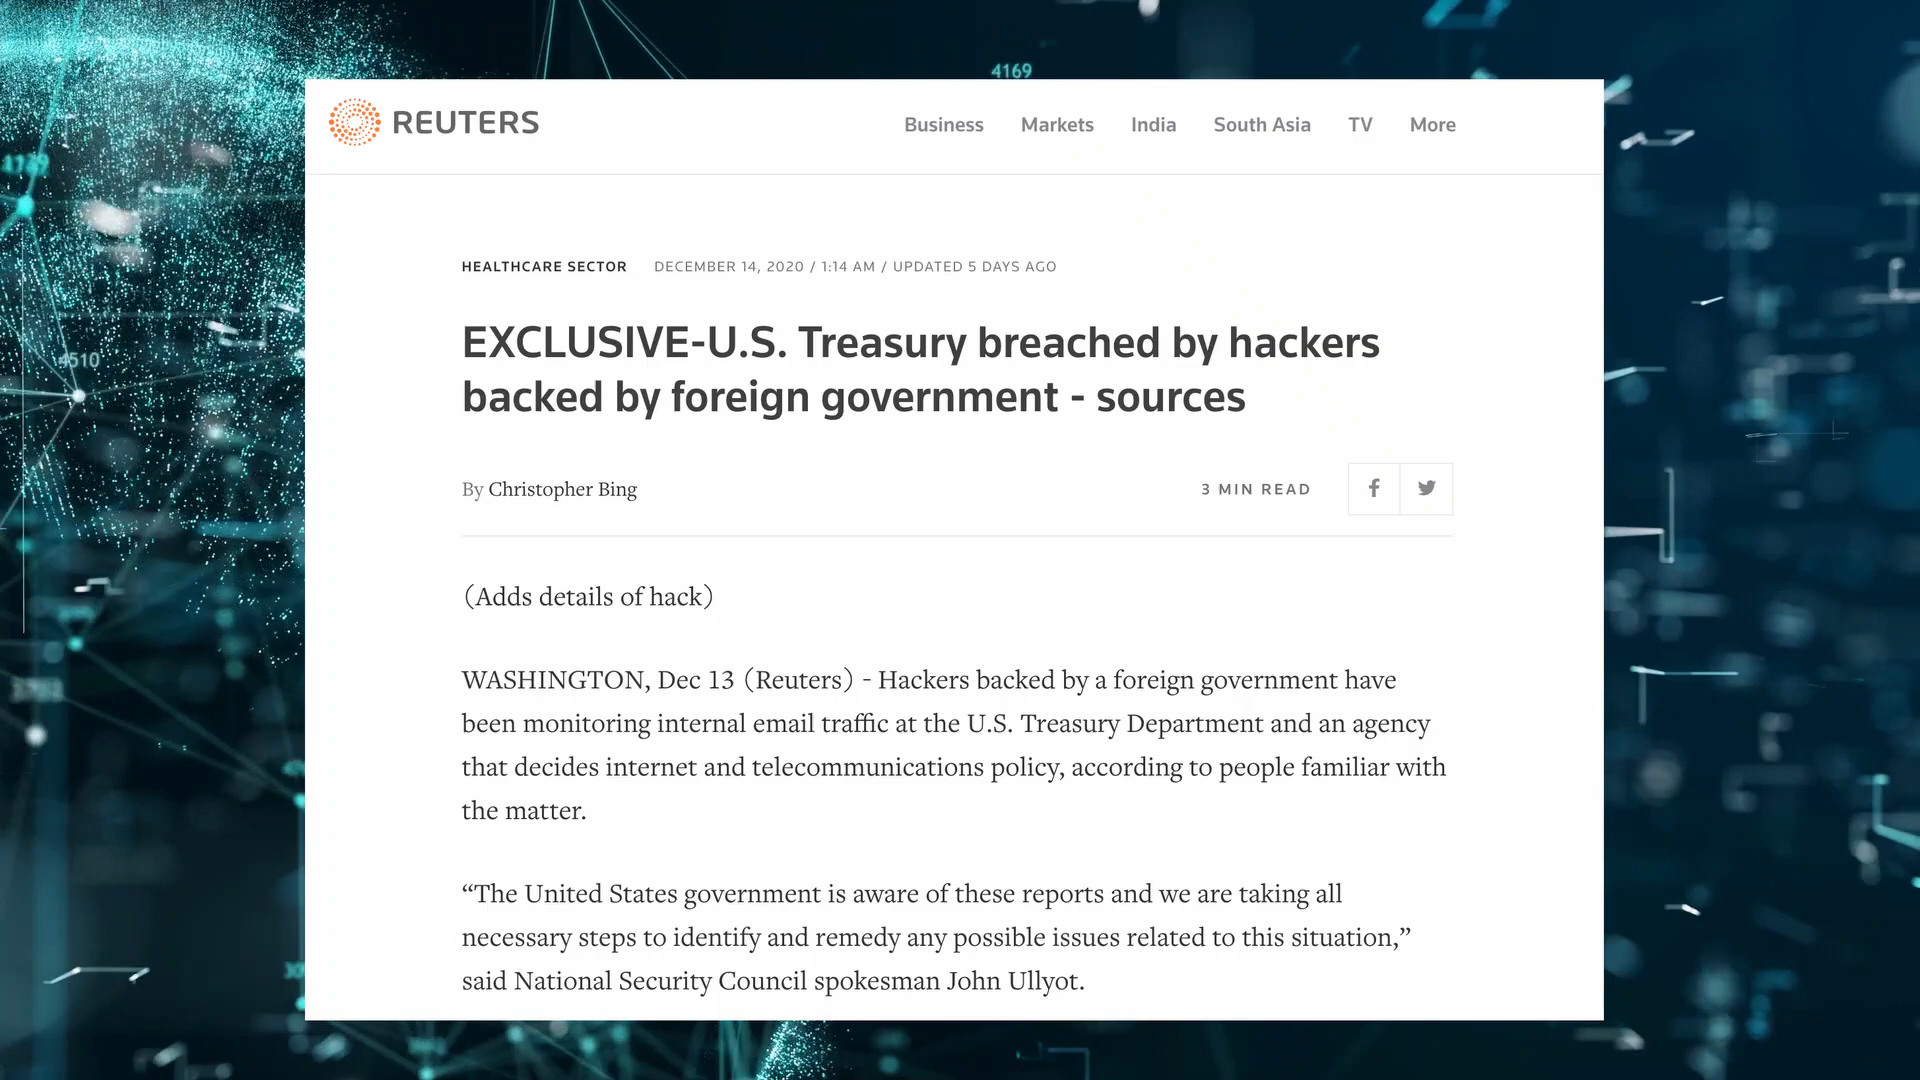 4169
REUTERS
Business Markets India South Asia TV More
4139
HEALTHCARE SECTOR DECEMBER 14, 2020 / 1:14 AM / UPDATED 5 DAYS AGO
EXCLUSIVE-U.S. Treasury breached by hackers
4510
backed by foreign government - sources
By Christopher Bing 3 MIN READ
(Adds details of hack)
WASHINGTON, Dec 13 (Reuters) - Hackers backed by a foreign government have
been monitoring internal email traffic at the U.S. Treasury Department and an agency
that decides internet and telecommunications policy, according to people familiar with
the matter.
“The United States government is aware of these reports and we are taking all
necessary steps to identify and remedy any possible issues related to this situation,”
said National Security Council spokesman John Ullyot.